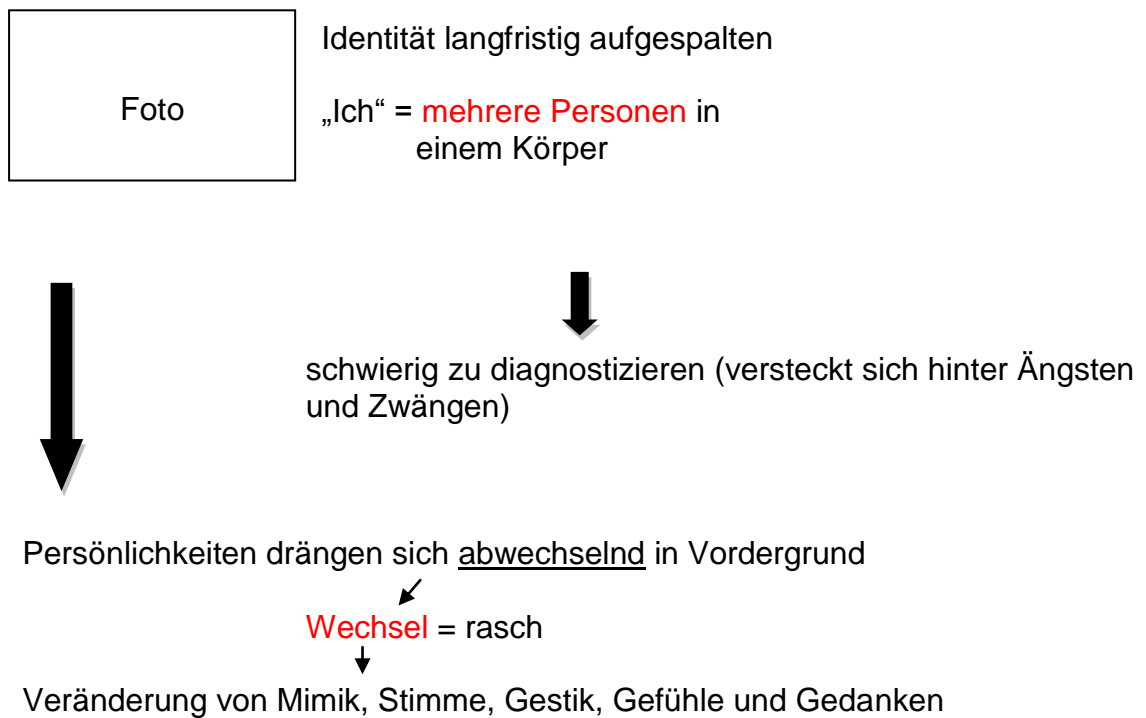 Identität langfristig aufgespalten
Foto
„Ich“ = mehrere Personen in
einem Körper
schwierig zu diagnostizieren (versteckt sich hinter Ängsten
und Zwängen)
Persönlichkeiten drängen sich abwechselnd in Vordergrund
Wechsel = rasch
Veränderung von Mimik, Stimme, Gestik, Gefühle und Gedanken